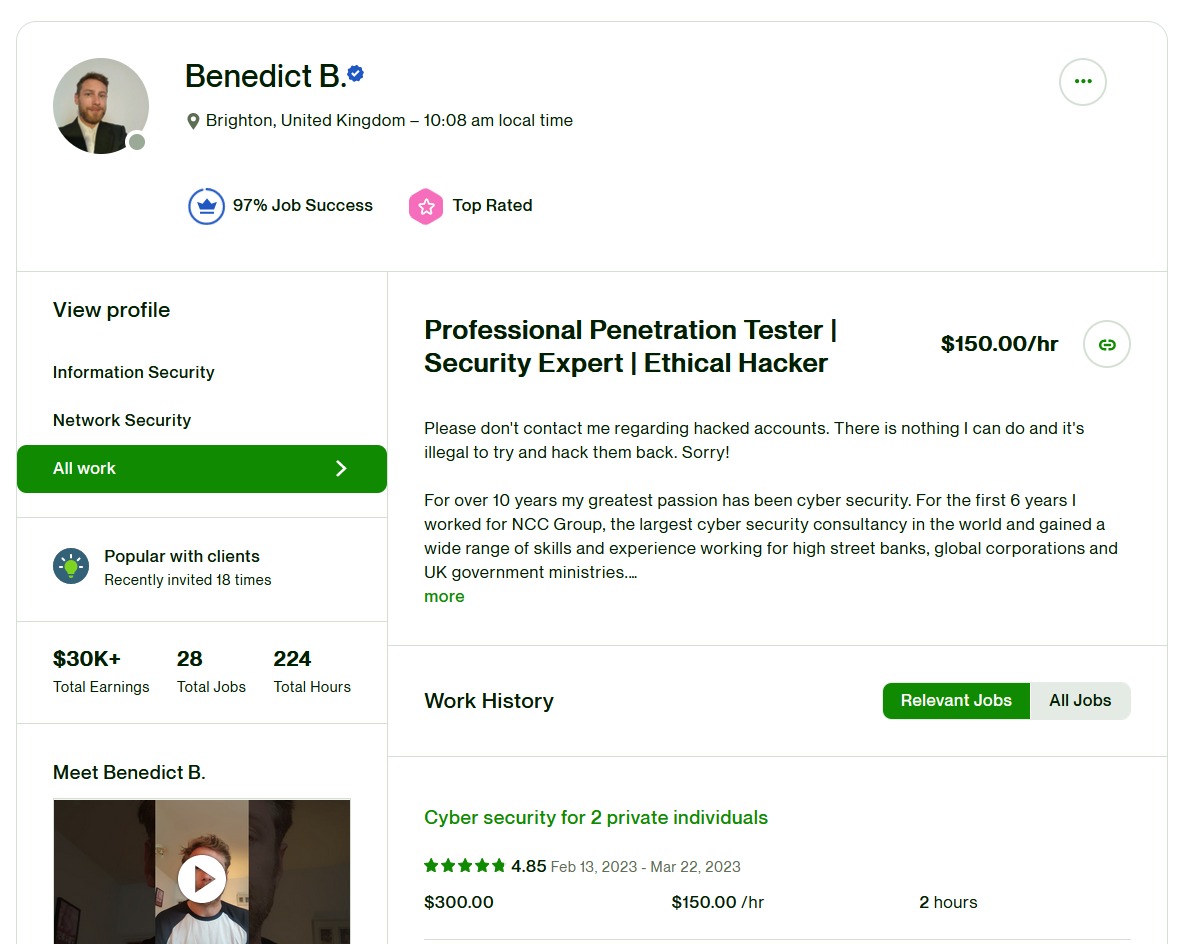 Benedict B.
Brighton, United Kingdom – 10:08 am local time
97% Job Success
Top Rated
View profile
Information Security
Network Security
All work
Popular with clients
Recently invited 18 times
$30K+
28
224
Total Earnings
Total Jobs
Total Hours
Meet Benedict B.
Professional Penetration Tester |
Security Expert | Ethical Hacker
$150.00/hr
Please don't contact me regarding hacked accounts. There is nothing I can do and it's
illegal to try and hack them back. Sorry!
For over 10 years my greatest passion has been cyber security. For the first 6 years I
worked for NCC Group, the largest cyber security consultancy in the world and gained a
wide range of skills and experience working for high street banks, global corporations and
UK government ministries.…
more
Work History
Relevant Jobs
All Jobs
Cyber security for 2 private individuals
4.85 Feb 13, 2023 - Mar 22, 2023
$300.00
$150.00 /hr
2 hours